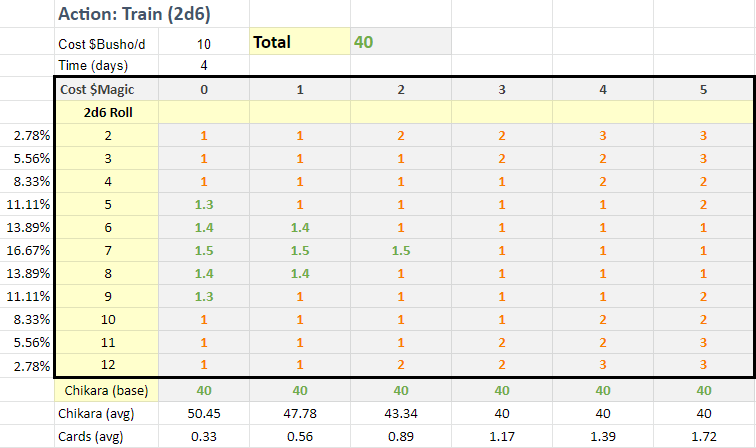 Action: Train (2d6)
Cost $Busho/d 10 Total 40
Time (days) 4
Cost $Magic 0 1 2 3 4 5
2d6 Roll
2.78% 2 1 1 2 2 3 3
5.56% 3 1 1 1 2 2 3
8.33% 4 1 1 1 1 2 2
11.11% 5 1.3 1 1 1 1 2
13.89% 6 1.4 1.4 1 1 1 1
16.67% 7 1.5 1.5 1.5 1 1 1
13.89% 8 1.4 1.4 1 1 1 1
11.11% 9 1.3 1 1 1 1 2
8.33% 10 1 1 1 1 2 2
5.56% 11 1 1 1 2 2 3
2.78% 12 1 1 2 2 3 3
Chikara (base) 40 40 40 40 40 40
Chikara (avg) 50.45 47.78 43.34 40 40 40
Cards (avg) 0.33 0.56 0.89 1.17 1.39 1.72